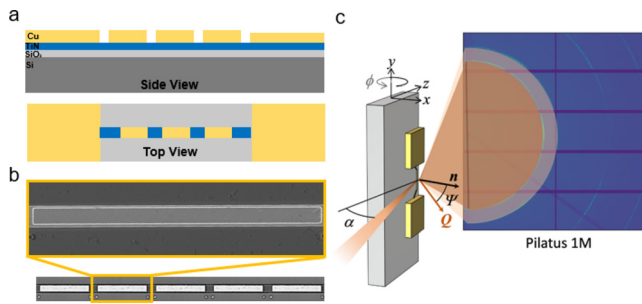 a
Cu
TiN
SiO₂
Si
Side View
Top View
b
c
y
z
x
ϕ
n
Ψ
Q
α
Pilatus 1M